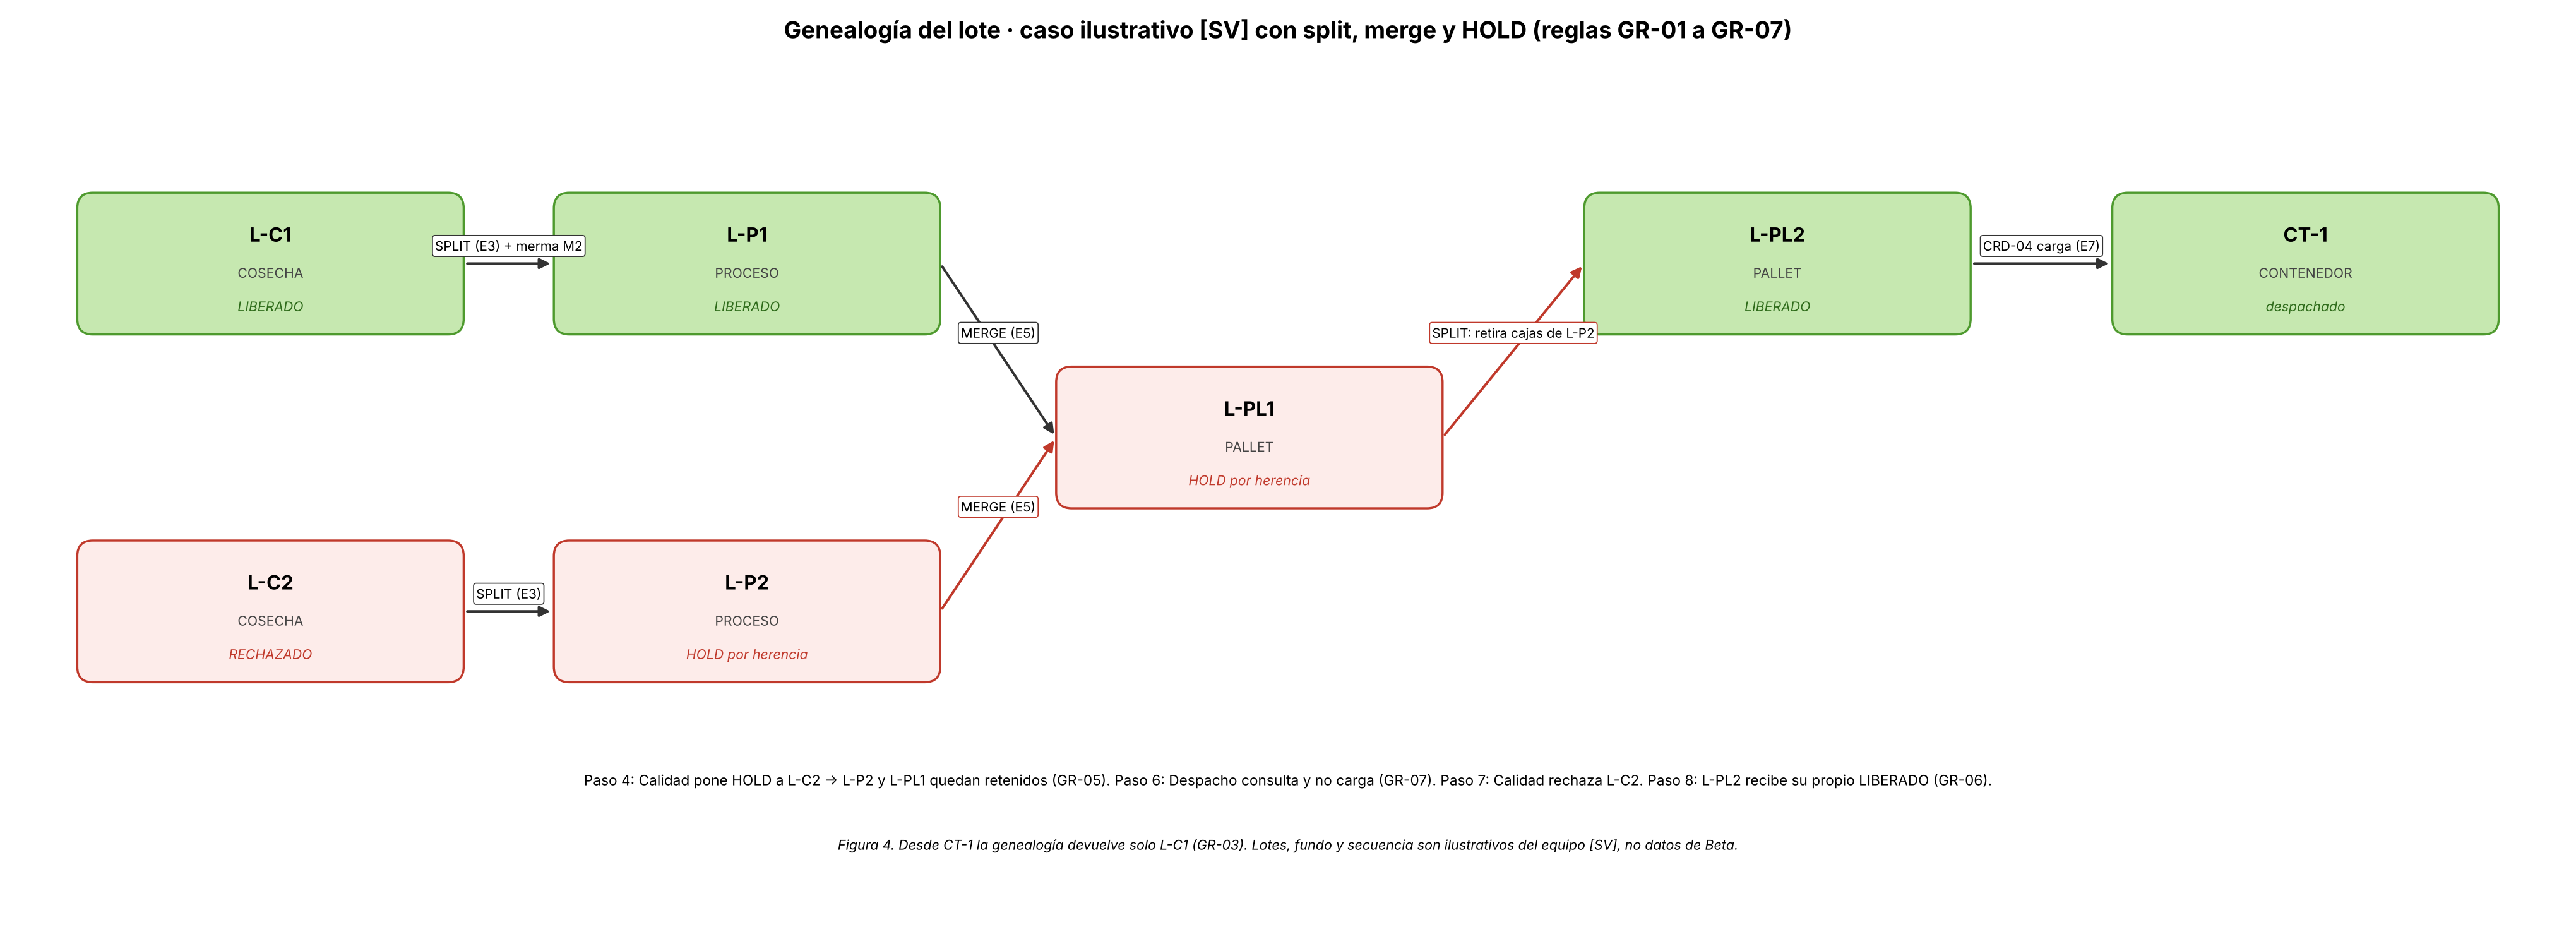 Genealogía del lote · caso ilustrativo [SV] con split, merge y HOLD (reglas GR-01 a GR-07)
L-C1
COSECHA
LIBERADO
SPLIT (E3) + merma M2
L-P1
PROCESO
LIBERADO
MERGE (E5)
L-C2
COSECHA
RECHAZADO
SPLIT (E3)
L-P2
PROCESO
HOLD por herencia
MERGE (E5)
L-PL1
PALLET
HOLD por herencia
SPLIT: retira cajas de L-P2
L-PL2
PALLET
LIBERADO
CRD-04 carga (E7)
CT-1
CONTENEDOR
despachado
Paso 4: Calidad pone HOLD a L-C2 → L-P2 y L-PL1 quedan retenidos (GR-05). Paso 6: Despacho consulta y no carga (GR-07). Paso 7: Calidad rechaza L-C2. Paso 8: L-PL2 recibe su propio LIBERADO (GR-06).
Figura 4. Desde CT-1 la genealogía devuelve solo L-C1 (GR-03). Lotes, fundo y secuencia son ilustrativos del equipo [SV], no datos de Beta.